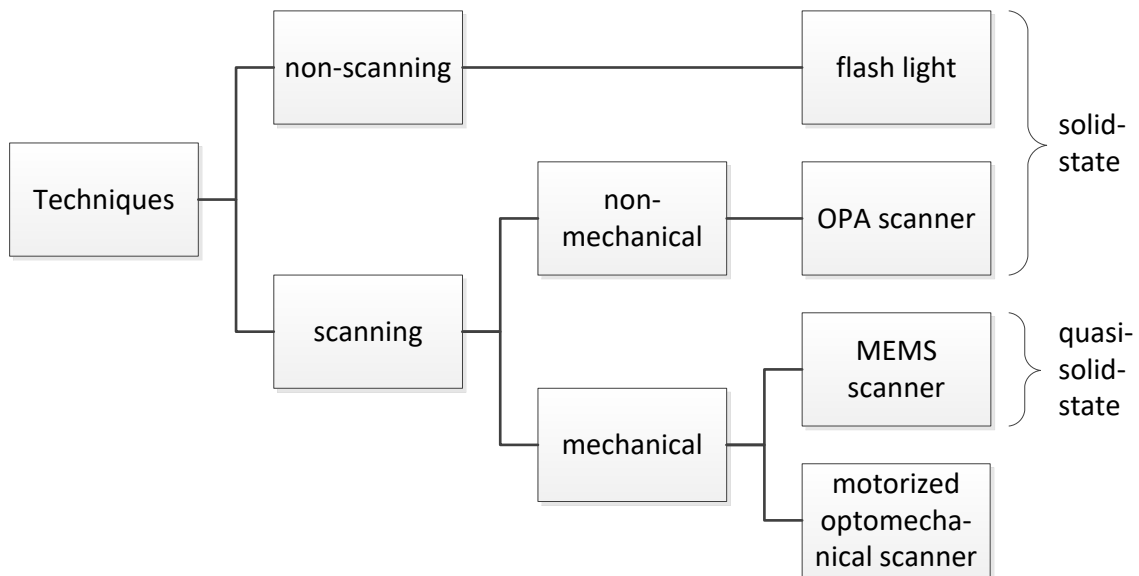 non-scanning
flash light
solid-
state
Techniques
non-
mechanical
OPA scanner
scanning
MEMS
scanner
quasi-
solid-
state
mechanical
motorized
optomecha-
nical scanner